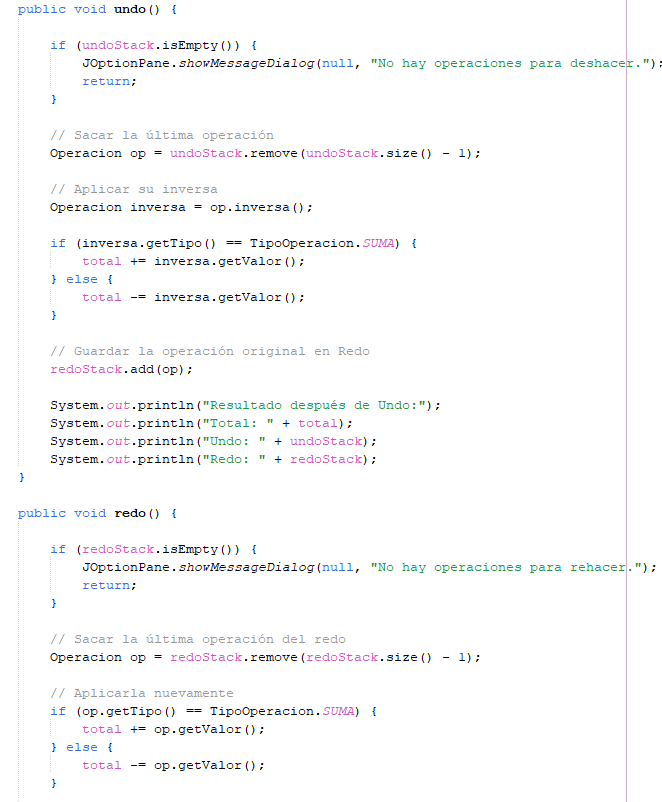 public void undo() {
if (undoStack.isEmpty()) {
JOptionPane.showMessageDialog(null, "No hay operaciones para deshacer.");
return;
}
// Sacar la última operación
Operacion op = undoStack.remove(undoStack.size() - 1);
// Aplicar su inversa
Operacion inversa = op.inversa();
if (inversa.getTipo() == TipoOperacion.SUMA) {
total += inversa.getValor();
} else {
total -= inversa.getValor();
}
// Guardar la operación original en Redo
redoStack.add(op);
System.out.println("Resultado después de Undo:");
System.out.println("Total: " + total);
System.out.println("Undo: " + undoStack);
System.out.println("Redo: " + redoStack);
}
public void redo() {
if (redoStack.isEmpty()) {
JOptionPane.showMessageDialog(null, "No hay operaciones para rehacer.");
return;
}
// Sacar la última operación del redo
Operacion op = redoStack.remove(redoStack.size() - 1);
// Aplicarla nuevamente
if (op.getTipo() == TipoOperacion.SUMA) {
total += op.getValor();
} else {
total -= op.getValor();
}